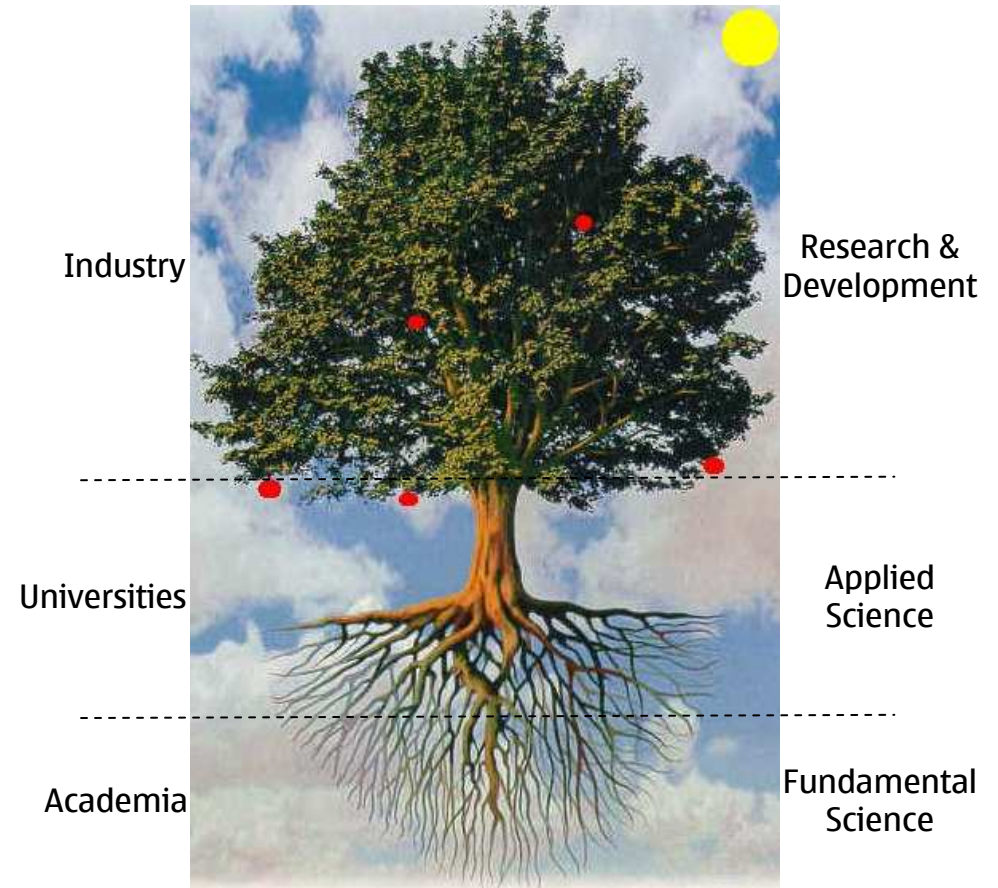 Industry
Research &
Development
Universities
Applied
Science
Academia
Fundamental
Science